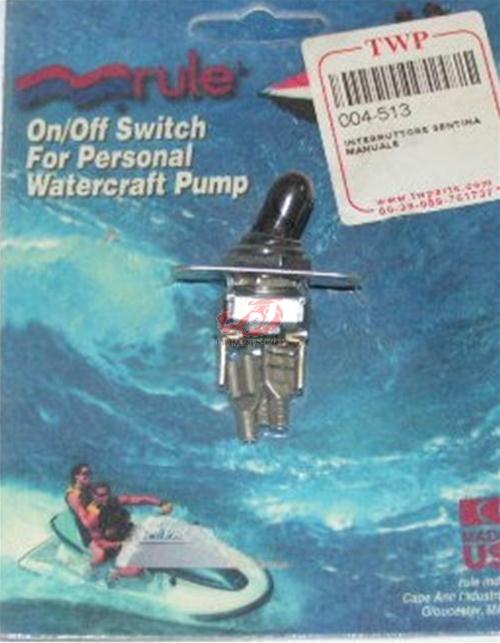 rule
On/Off Switch
For Personal
Watercraft Pump
TWP
004-513
INTERRUTTORE SENTINA
MANUALE
www.twparts.com
MAD
US
rule
Cape Ann Industr
Gloucester, MA